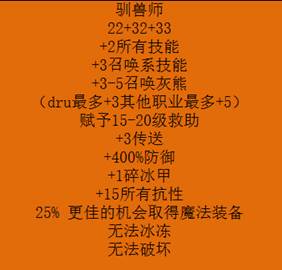 驯兽师
22+32+33
+2所有技能
+3召唤系技能
+3-5召唤灰熊
（dru最多+3其他职业最多+5）
赋予15-20级救助
+3传送
+400%防御
+1碎冰甲
+15所有抗性
25% 更佳的机会取得魔法装备
无法冰冻
无法破坏